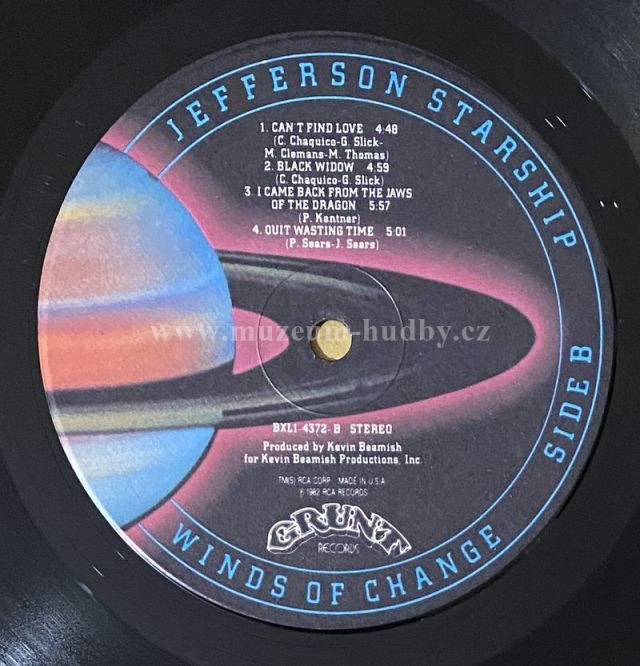 JEFFERSON STARSHIP
1. CAN'T FIND LOVE 4:48
(C. Chaquico-G. Slick-
M. Clemans-M. Thomas)
2. BLACK WIDOW 4:59
(C. Chaquico-G. Slick)
3. I CAME BACK FROM THE JAWS
OF THE DRAGON 5:57
(P. Kantner)
4. QUIT WASTING TIME 5:01
(P. Sears-J. Sears)
www.muzeum-hudby.cz
SIDE B
BXL1-4372-B STEREO
Produced by Kevin Beamish
for Kevin Beamish Productions, Inc.
TM(S) RCA CORP. MADE IN U.S.A.
℗ 1982 RCA RECORDS
GRUNT
RECORDS
WINDS OF CHANGE